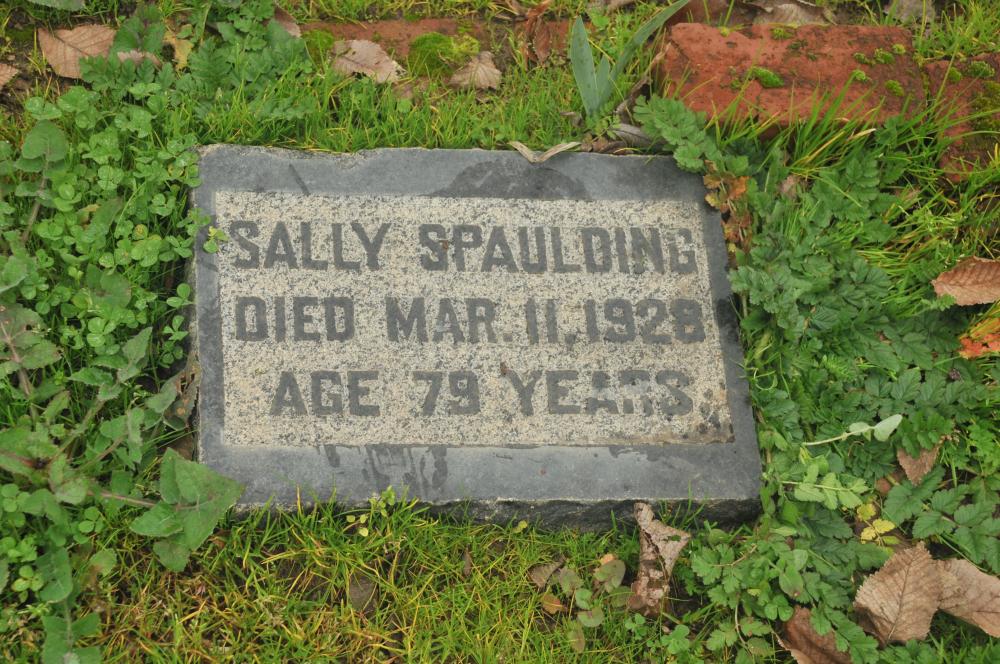 SALLY SPAULDING
DIED MAR. 11, 1928
AGE 79 YEARS